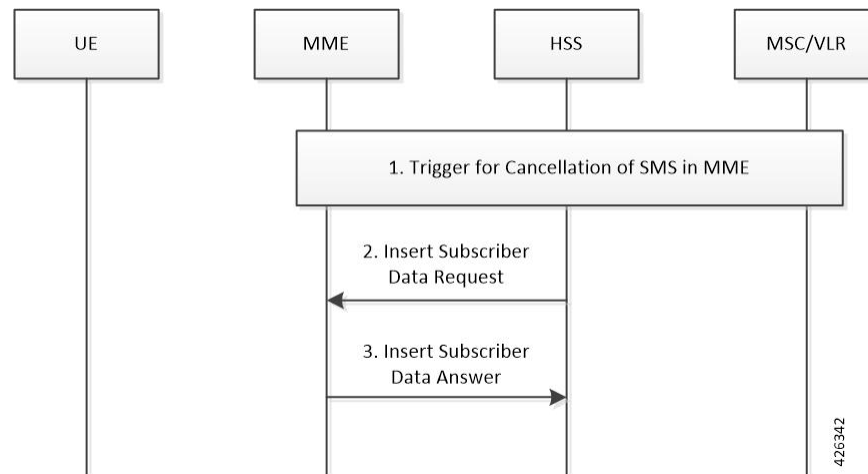 UE
MME
HSS
MSC/VLR
1. Trigger for Cancellation of SMS in MME
2. Insert Subscriber
Data Request
3. Insert Subscriber
Data Answer
426342